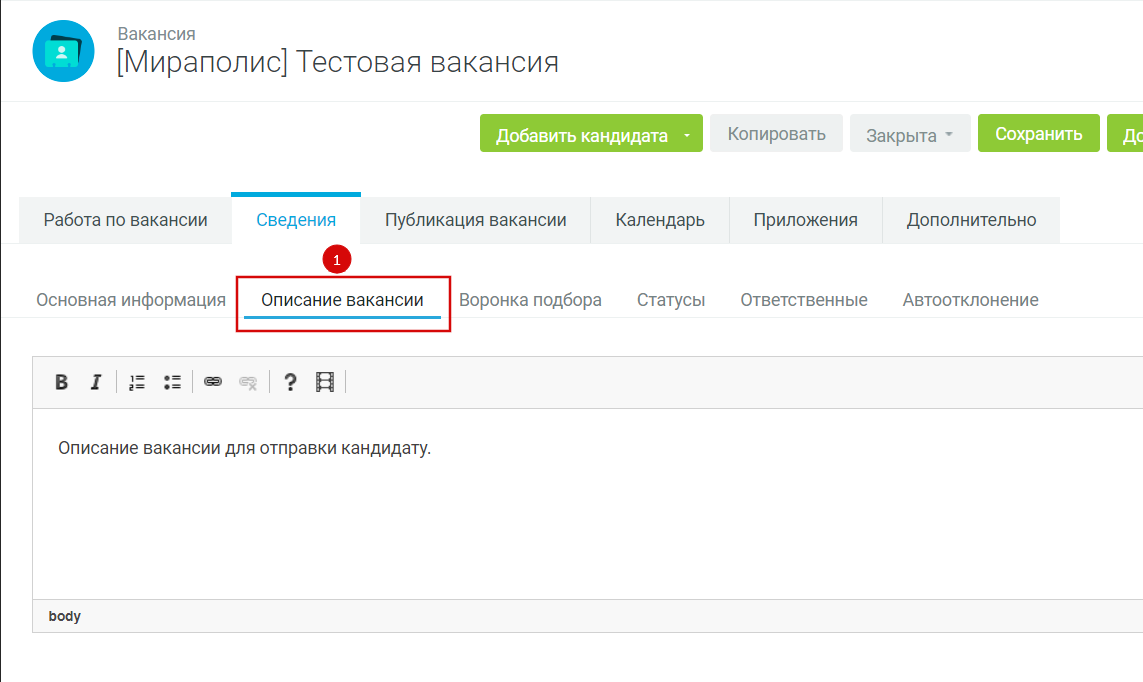 Вакансия
[Мираполис] Тестовая вакансия
Добавить кандидата Копировать Закрыта Сохранить До
Работа по вакансии Сведения Публикация вакансии Календарь Приложения Дополнительно
1
Основная информация Описание вакансии Воронка подбора Статусы Ответственные Автоотклонение
B I ?
Описание вакансии для отправки кандидату.
body